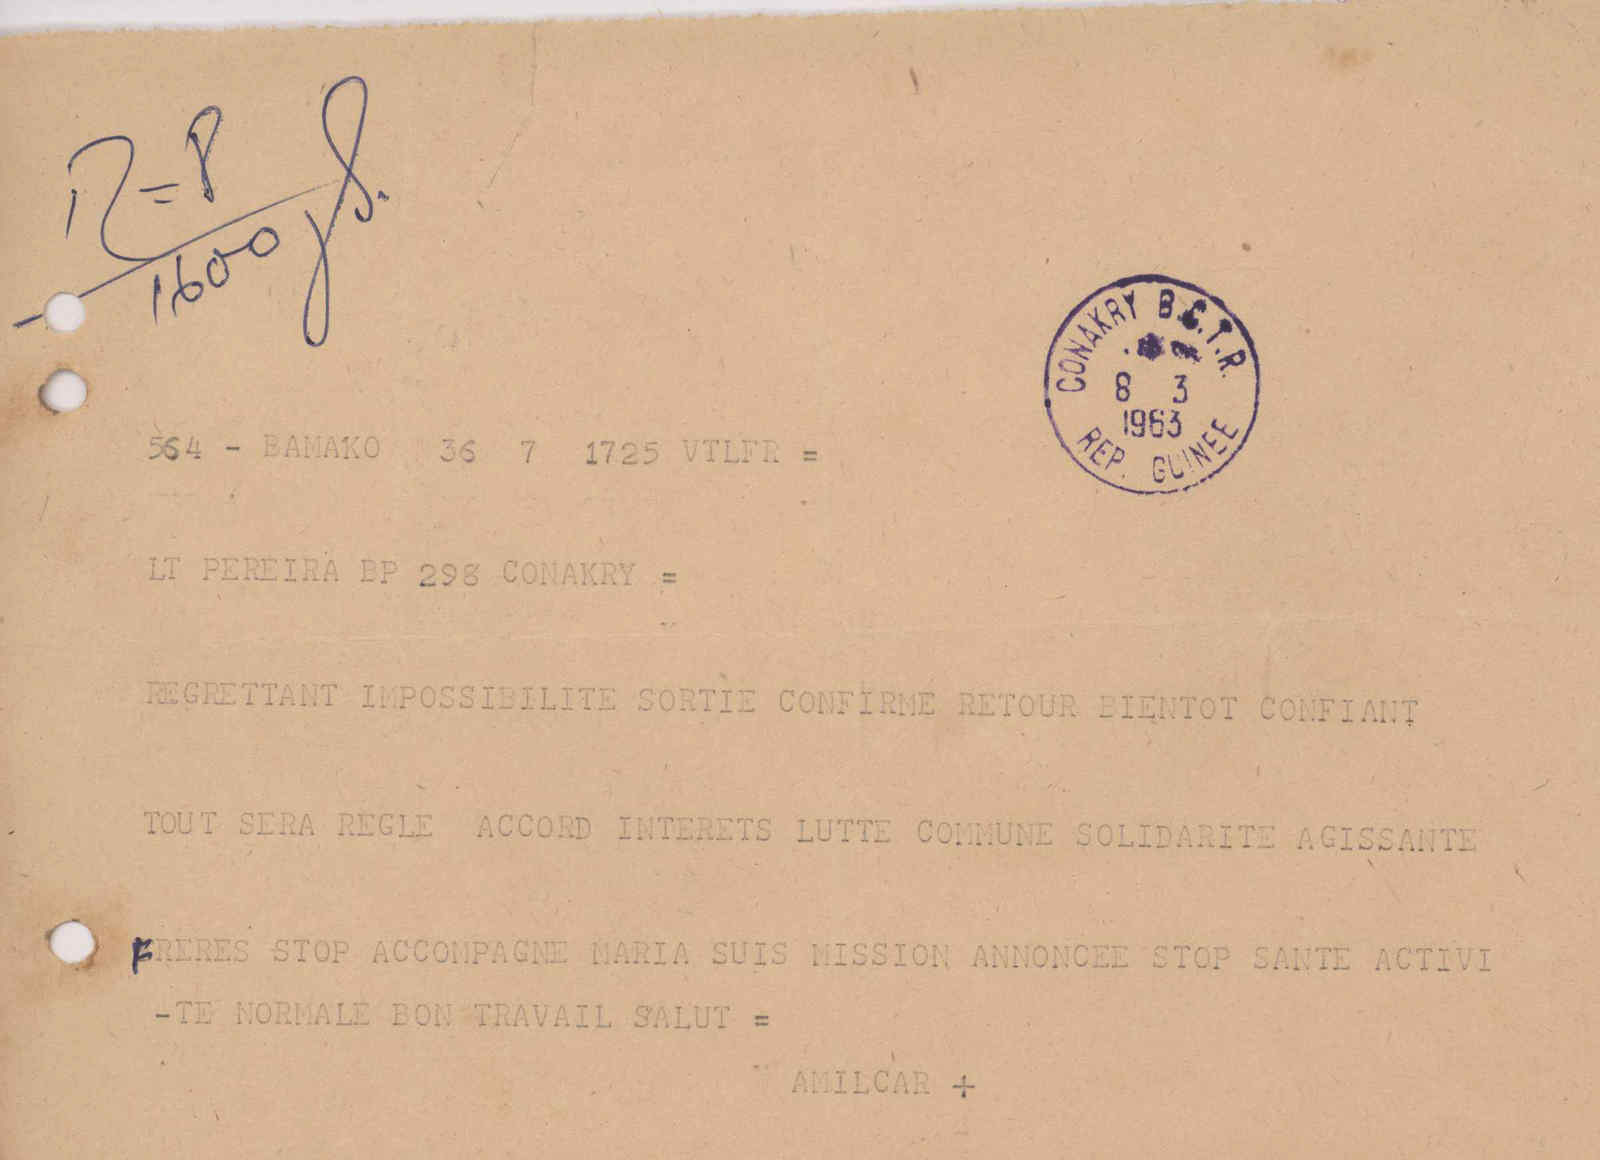 R=8
1600
CONAKRY B.C.T.R.
8 3
1963
REP. GUINEE
564 - BAMAKO 36 7 1725 VTLFR =
LT PEREIRA BP 298 CONAKRY =
REGRETTANT IMPOSSIBILITE SORTIE CONFIRME RETOUR BIENTOT CONFIANT
TOUT SERA REGLE ACCORD INTERETS LUTTE COMMUNE SOLIDARITE AGISSANTE
FRERES STOP ACCOMPAGNE MARIA SUIS MISSION ANNONCEE STOP SANTE ACTIVI
-TE NORMALE BON TRAVAIL SALUT =
AMILCAR +